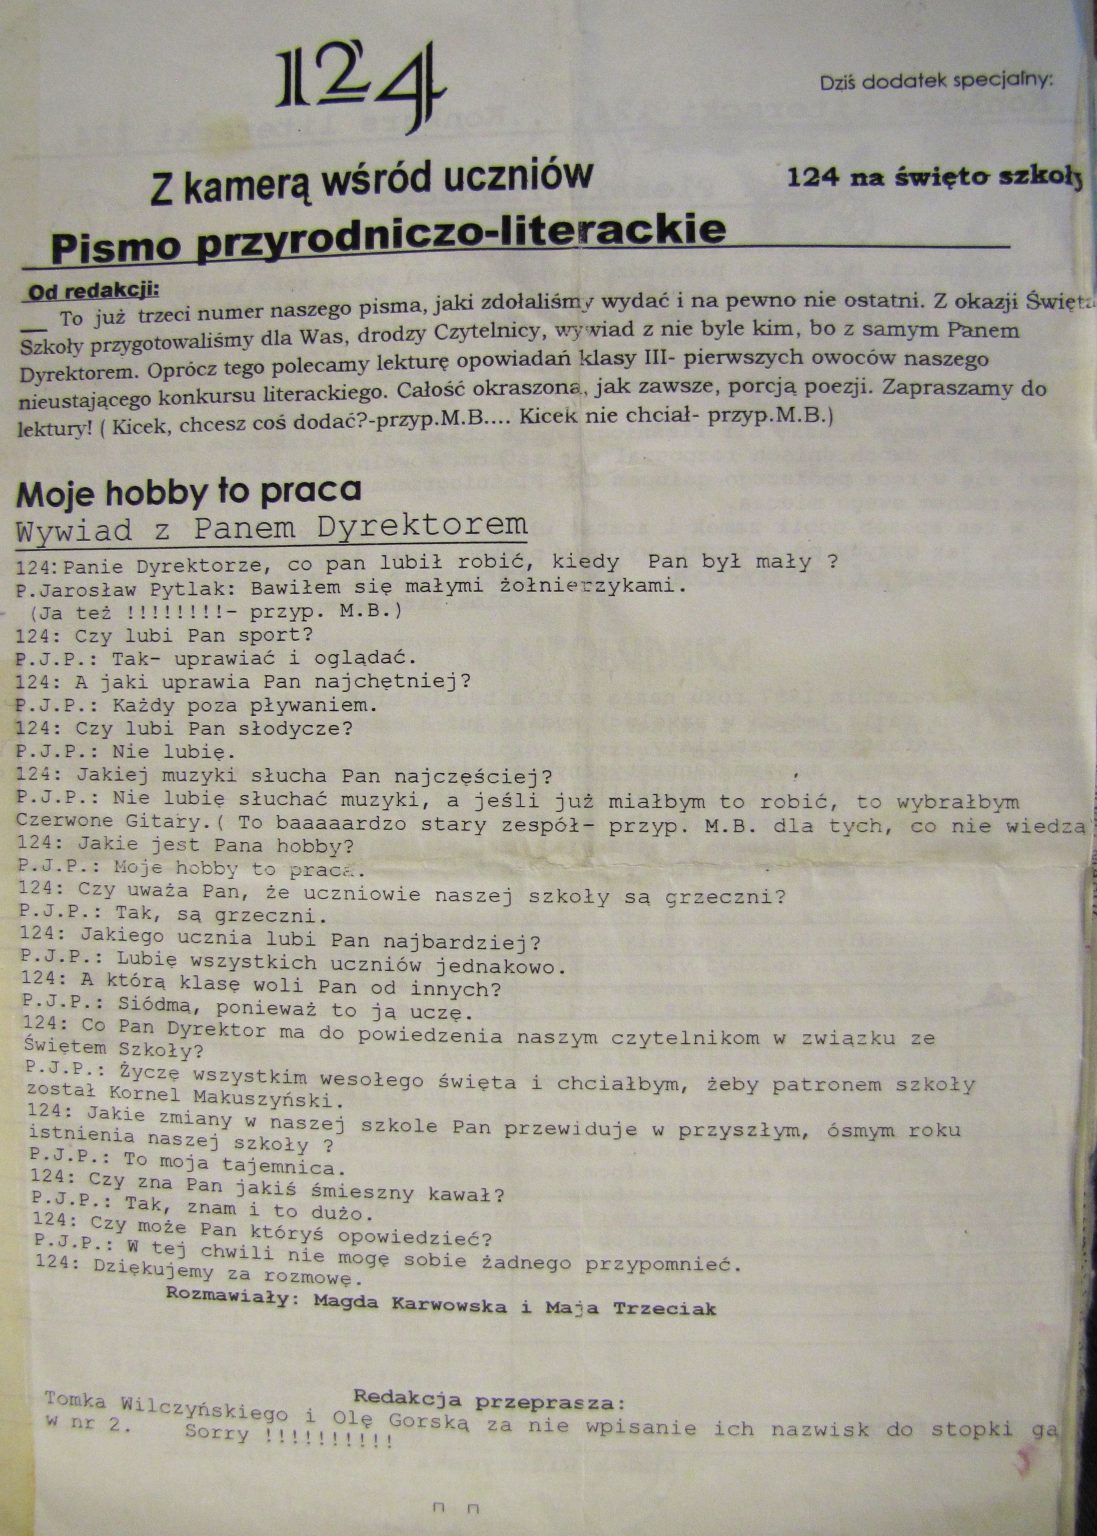 124
Dziś dodatek specjalny:
Z kamerą wśród uczniów
124 na święto szkoły
Pismo przyrodniczo-literackie
Od redakcji:
__ To już trzeci numer naszego pisma, jaki zdołaliśmy wydać i na pewno nie ostatni. Z okazji Święta
Szkoły przygotowaliśmy dla Was, drodzy Czytelnicy, wywiad z nie byle kim, bo z samym Panem
Dyrektorem. Oprócz tego polecamy lekturę opowiadań klasy III- pierwszych owoców naszego
nieustającego konkursu literackiego. Całość okraszona, jak zawsze, porcją poezji. Zapraszamy do
lektury! ( Kicek, chcesz coś dodać?-przyp.M.B.... Kicek nie chciał- przyp.M.B.)
Moje hobby to praca
Wywiad z Panem Dyrektorem
124:Panie Dyrektorze, co pan lubił robić, kiedy Pan był mały ?
P.Jarosław Pytlak: Bawiłem się małymi żołnierzykami.
(Ja też !!!!!!!!- przyp. M.B.)
124: Czy lubi Pan sport?
P.J.P.: Tak- uprawiać i oglądać.
124: A jaki uprawia Pan najchętniej?
P.J.P.: Każdy poza pływaniem.
124: Czy lubi Pan słodycze?
P.J.P.: Nie lubię.
124: Jakiej muzyki słucha Pan najczęściej?
P.J.P.: Nie lubię słuchać muzyki, a jeśli już miałbym to robić, to wybrałbym
Czerwone Gitary.( To baaaaardzo stary zespół- przyp. M.B. dla tych, co nie wiedzą
124: Jakie jest Pana hobby?
P.J.P.: Moje hobby to praca.
124: Czy uważa Pan, że uczniowie naszej szkoły są grzeczni?
P.J.P.: Tak, są grzeczni.
124: Jakiego ucznia lubi Pan najbardziej?
P.J.P.: Lubię wszystkich uczniów jednakowo.
124: A którą klasę woli Pan od innych?
P.J.P.: Siódmą, ponieważ to ją uczę.
124: Co Pan Dyrektor ma do powiedzenia naszym czytelnikom w związku ze
Świętem Szkoły?
P.J.P.: Życzę wszystkim wesołego święta i chciałbym, żeby patronem szkoły
został Kornel Makuszyński.
124: Jakie zmiany w naszej szkole Pan przewiduje w przyszłym, ósmym roku
istnienia naszej szkoły ?
P.J.P.: To moja tajemnica.
124: Czy zna Pan jakiś śmieszny kawał?
P.J.P.: Tak, znam i to dużo.
124: Czy może Pan któryś opowiedzieć?
P.J.P.: W tej chwili nie mogę sobie żadnego przypomnieć.
124: Dziękujemy za rozmowę.
Rozmawiały: Magda Karwowska i Maja Trzeciak
Redakcja przeprasza:
Tomka Wilczyńskiego i Olę Gorską za nie wpisanie ich nazwisk do stopki ga
w nr 2. Sorry !!!!!!!!!!